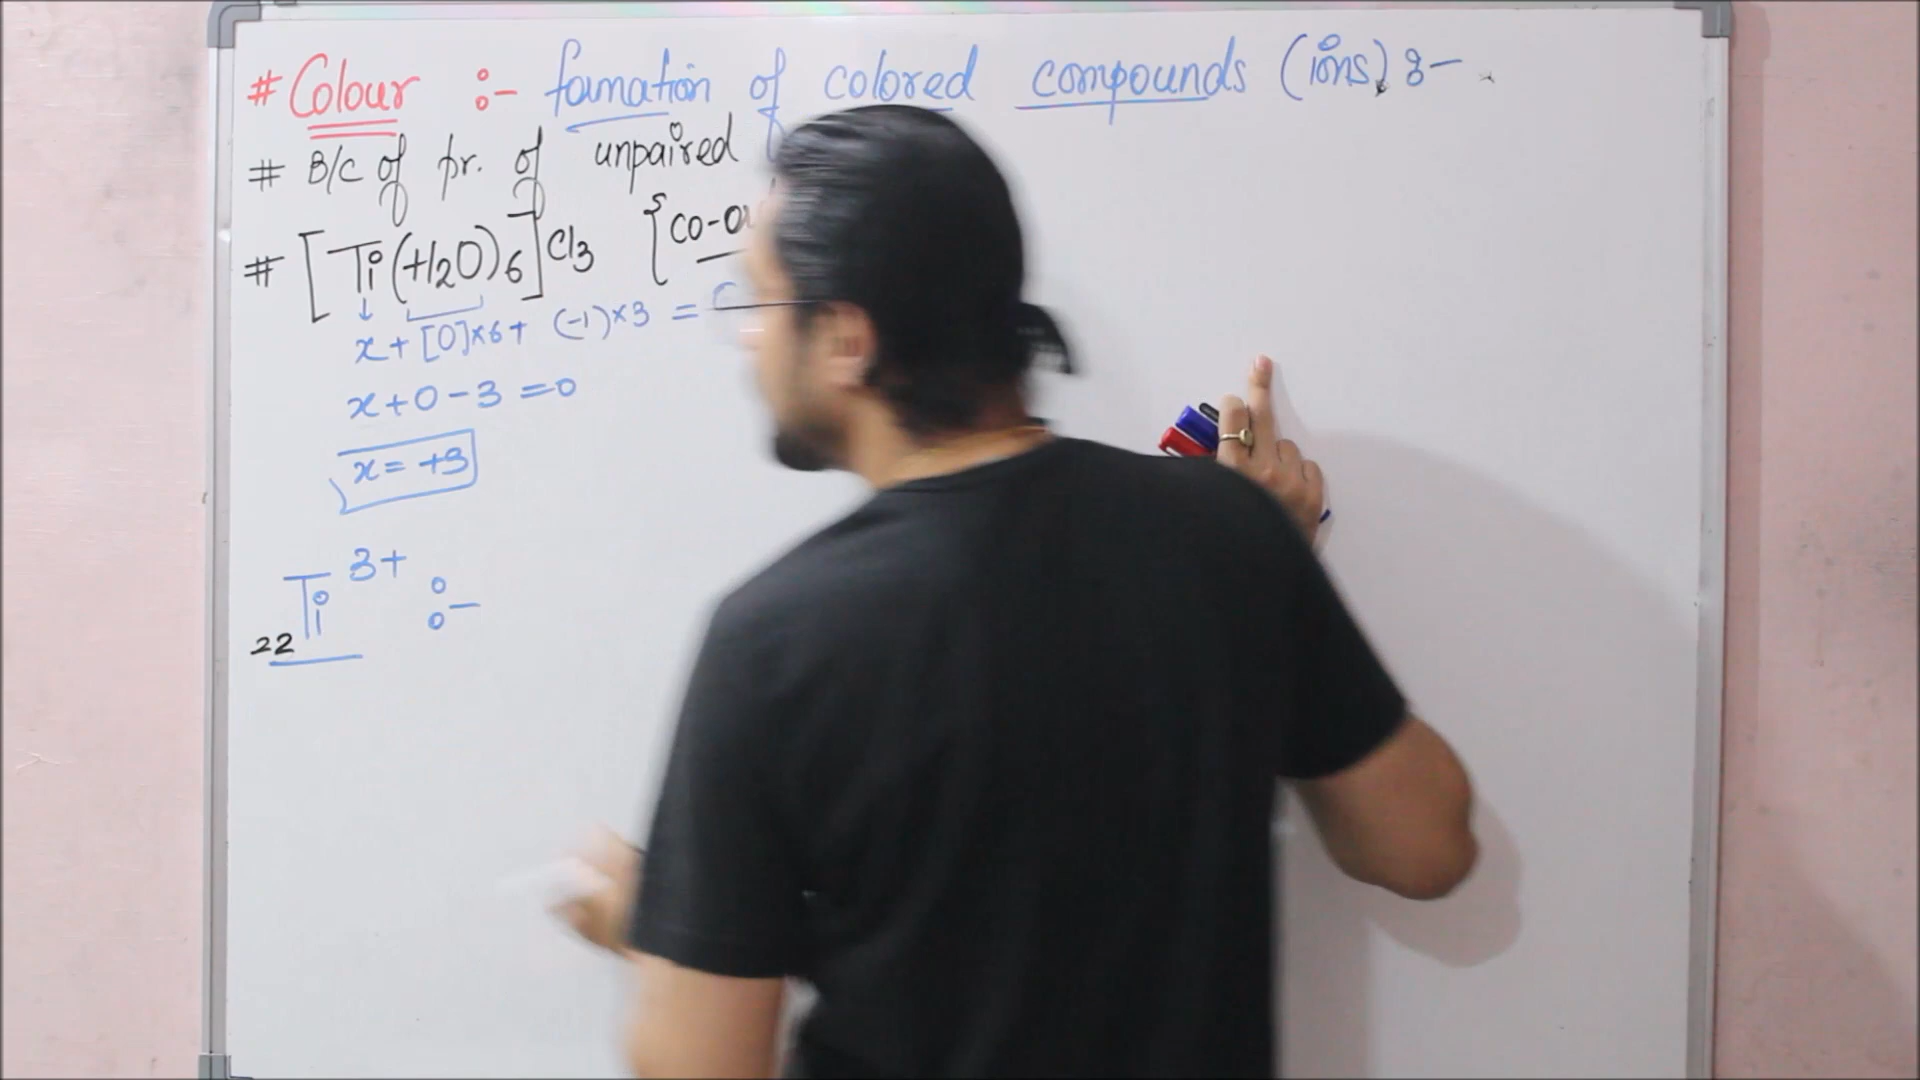 # Colour :- formation of colored compounds (ions) :-
# B/C of pr. of unpaired
# [Ti(H2O)6]Cl3 {co-or
x + [0]×6 + (-1)×3 =
x + 0 - 3 = 0
x = +3
22Ti3+ :-